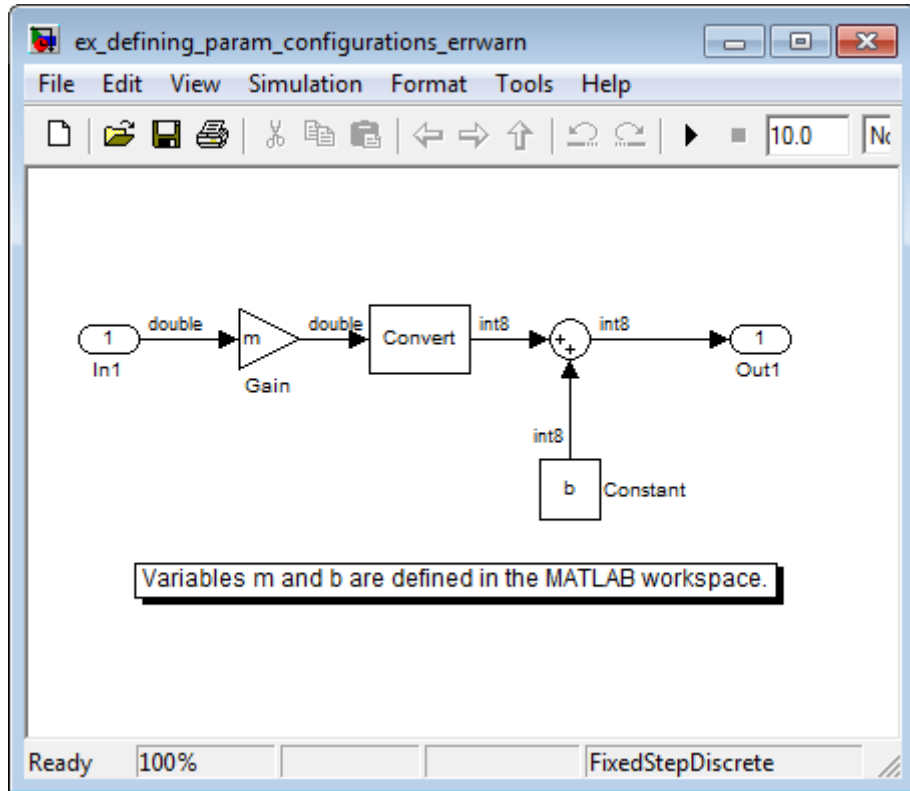 ex_defining_param_configurations_errwarn
File Edit View Simulation Format Tools Help
10.0
double double int8 int8
1 m Convert + 1
+
In1 Gain Out1
int8
b Constant
Variables m and b are defined in the MATLAB workspace.
Ready 100% FixedStepDiscrete